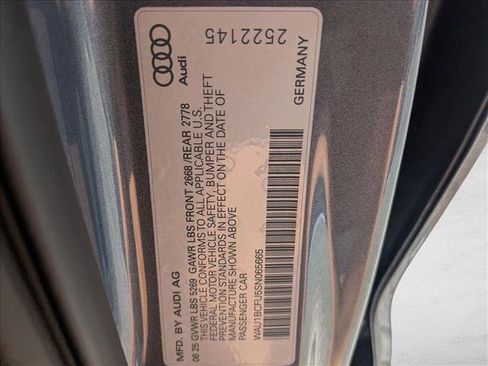 Audi
2522145
MFD. BY AUDI AG
06 25 GVWR LBS 5269 GAWR LBS FRONT 2668 /REAR 2778
THIS VEHICLE CONFORMS TO ALL APPLICABLE U.S.
FEDERAL MOTOR VEHICLE SAFETY, BUMPER AND THEFT
PREVENTION STANDARDS IN EFFECT ON THE DATE OF
MANUFACTURE SHOWN ABOVE
PASSENGER CAR
WAU1BCFU5SN065665
GERMANY